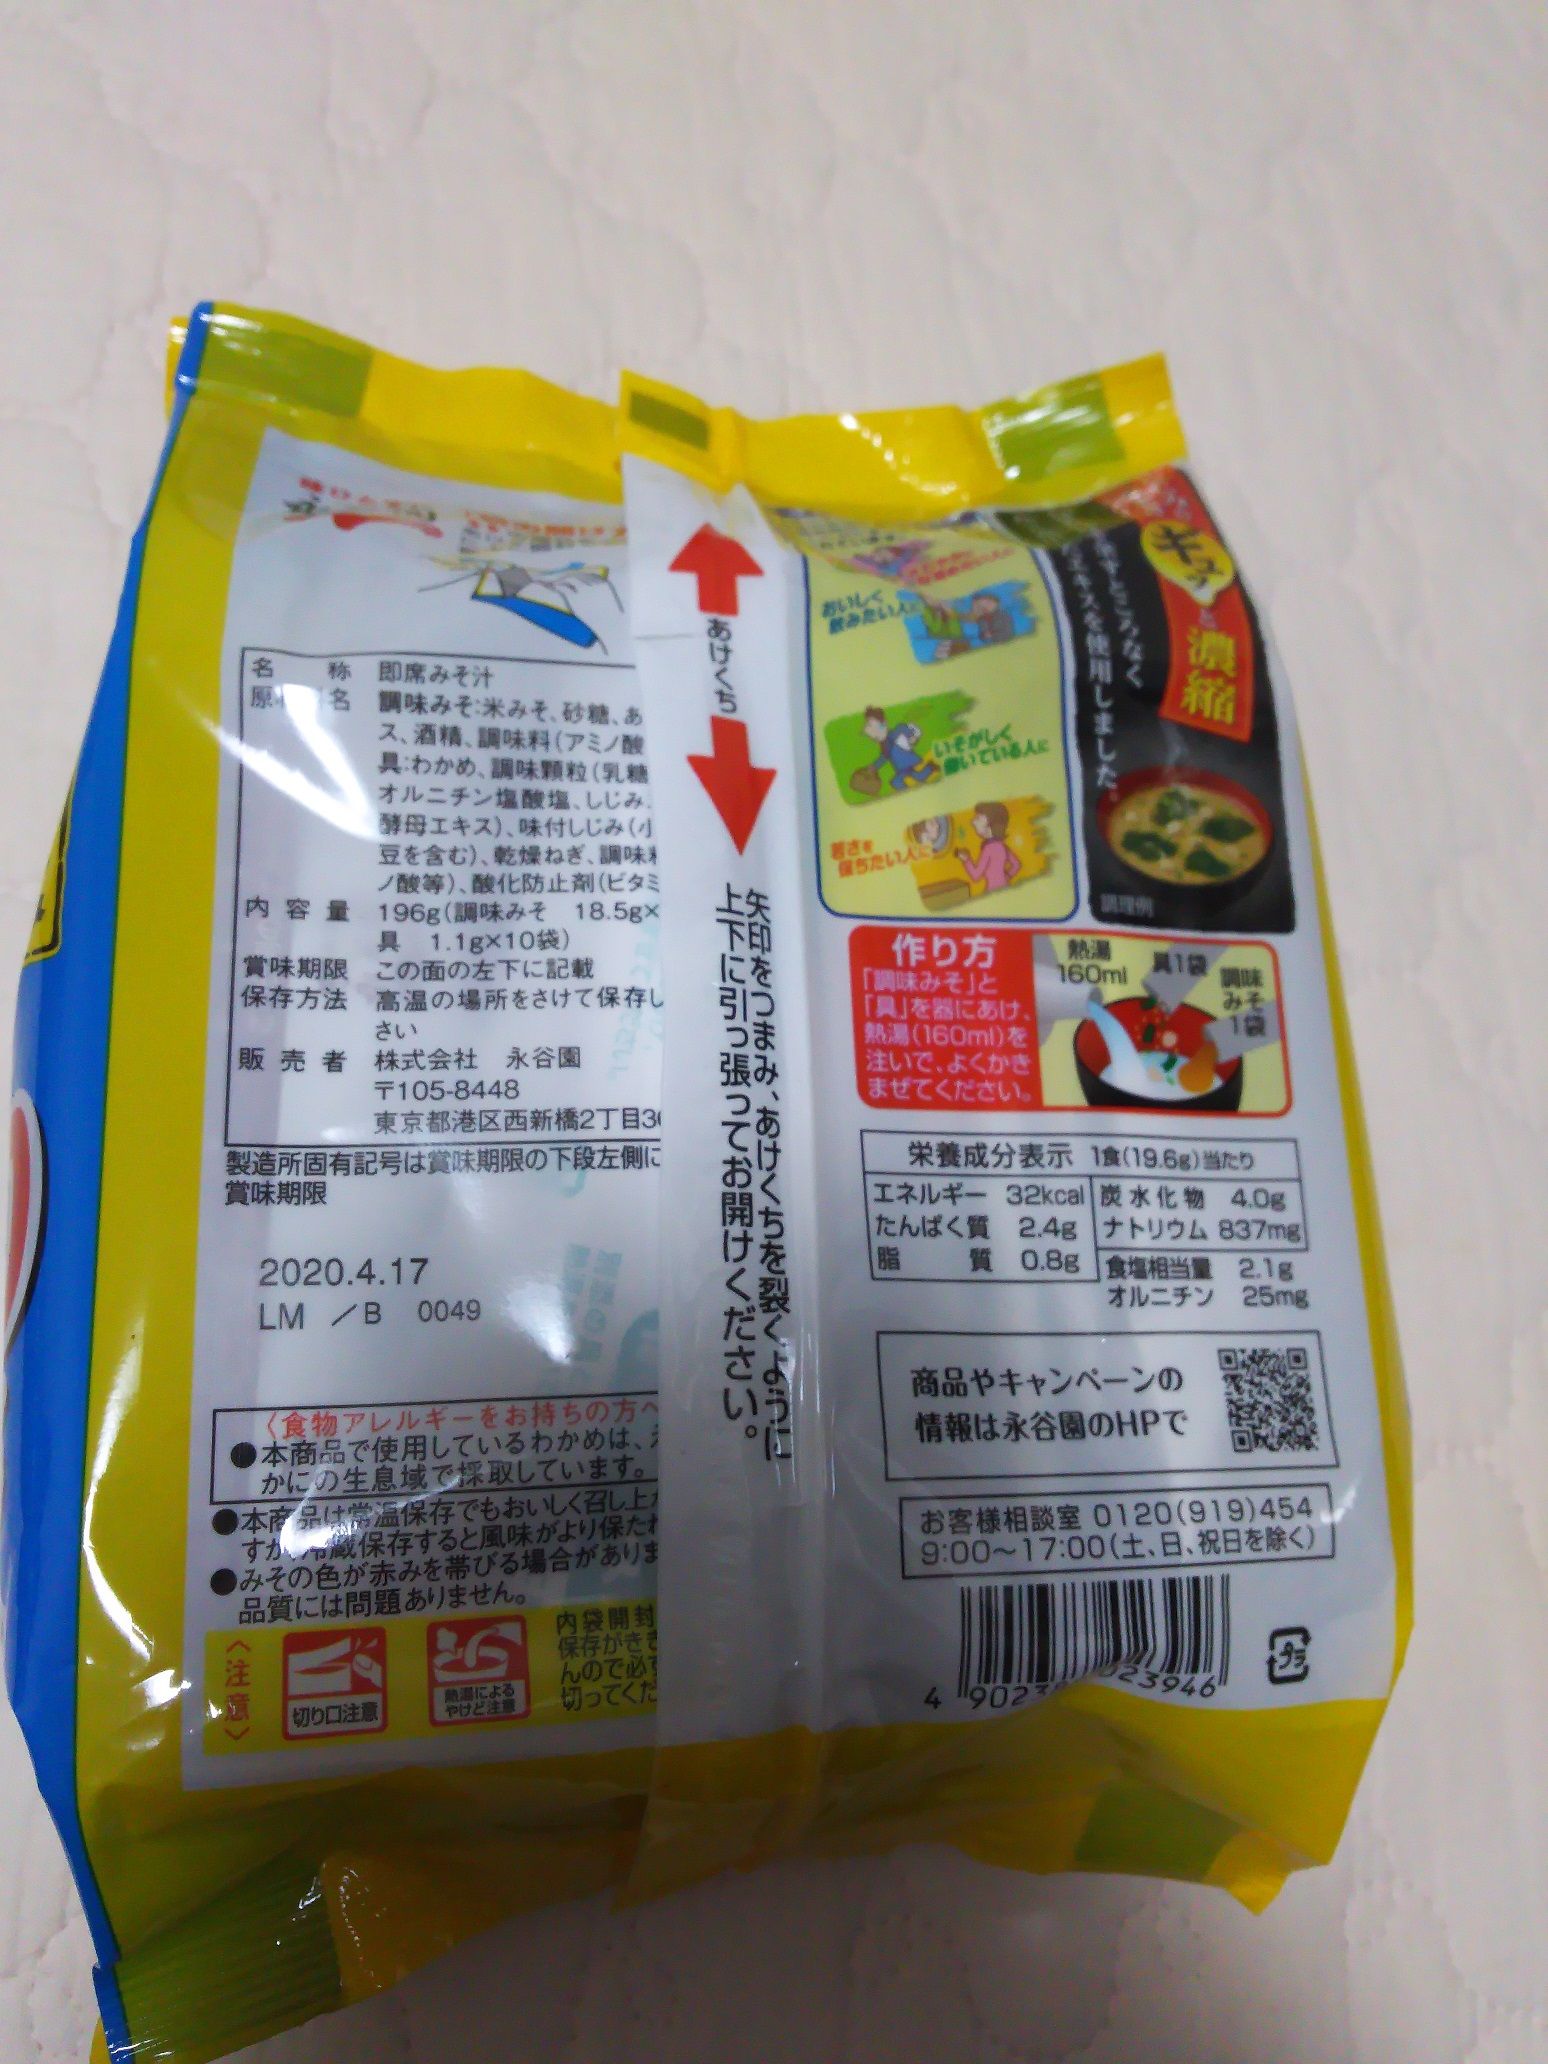 名 称 即席みそ汁
調味みそ:米みそ、砂糖、あ
ス、酒精、調味料(アミノ酸
具:わかめ、調味顆粒(乳糖
オルニチン塩酸塩、しじみ
酵母エキス)、味付しじみ(小
豆を含む)、乾燥ねぎ、調味料
ノ酸等)、酸化防止剤(ビタミ
内容量 196g(調味みそ 18.5g×
具 1.1g×10袋)
賞味期限 この面の左下に記載
保存方法 高温の場所をさけて保存し
さい
販売者 株式会社 永谷園
〒105-8448
東京都港区西新橋2丁目3
製造所固有記号は賞味期限の下段左側に
賞味期限
2020.4.17
LM /B 0049
〈食物アレルギーをお持ちの方へ
●本商品で使用しているわかめは、
かにの生息域で採取しています。
●本商品は常温保存でもおいしく召し上が
すが、冷蔵保存すると風味がより保たれ
●みその色が赤みを帯びる場合がありま
品質には問題ありません。
〈注意〉
切り口注意
熱湯による
やけど注意
内袋開封
保存がきき
んので必ず
切ってくだ
あけくち
矢印をつまみ、あけくちを裂くように
上下に引っ張ってお開けください。
おいしく
飲みたい人に
いそがしく
働いている人に
若さを
保ちたい人に
キュッと濃縮
エキスを使用しました。
調理例
作り方
「調味みそ」と
「具」を器にあけ、
熱湯(160ml)を
注いで、よくかき
まぜてください。
熱湯
160ml
具1袋
調味
みそ
1袋
栄養成分表示 1食(19.6g)当たり
エネルギー 32kcal 炭水化物 4.0g
たんぱく質 2.4g ナトリウム 837mg
脂質 0.8g 食塩相当量 2.1g
オルニチン 25mg
商品やキャンペーンの
情報は永谷園のHPで
お客様相談室 0120(919)454
9:00～17:00(土、日、祝日を除く)
プラ